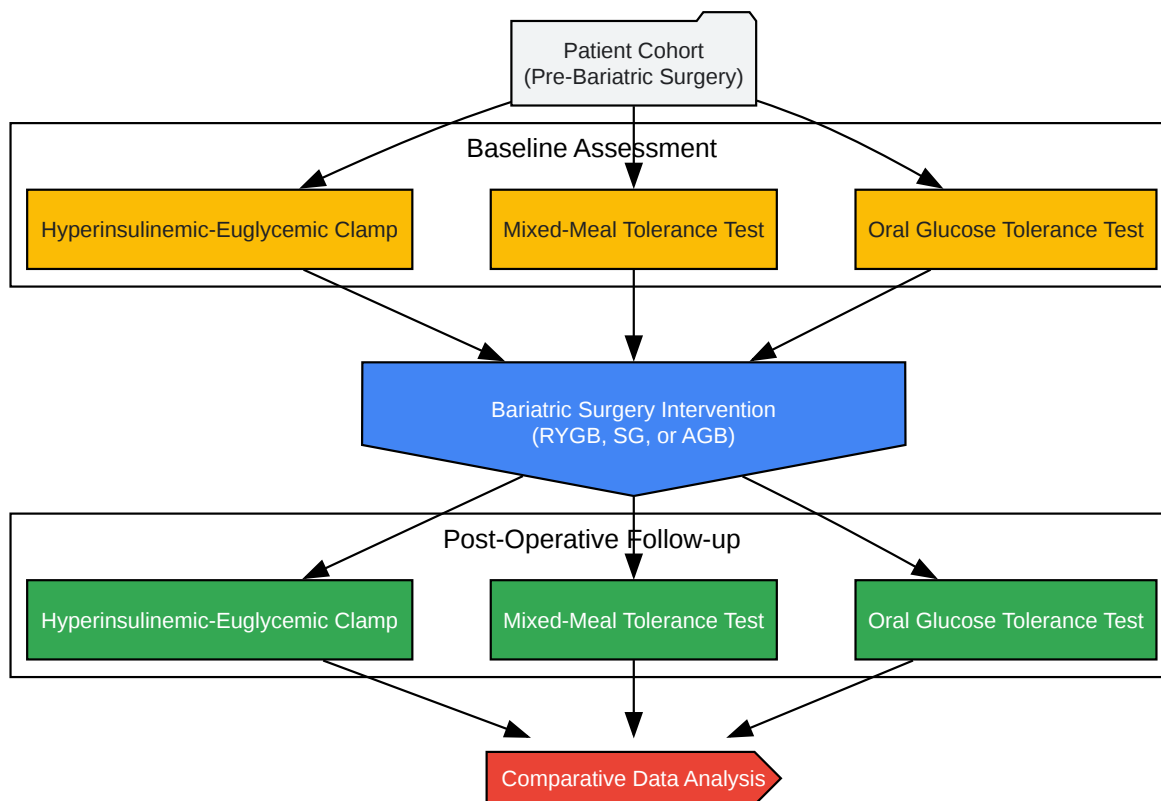 Patient Cohort
(Pre-Bariatric Surgery)
Baseline Assessment
Hyperinsulinemic-Euglycemic Clamp
Mixed-Meal Tolerance Test
Oral Glucose Tolerance Test
Bariatric Surgery Intervention
(RYGB, SG, or AGB)
Post-Operative Follow-up
Hyperinsulinemic-Euglycemic Clamp
Mixed-Meal Tolerance Test
Oral Glucose Tolerance Test
Comparative Data Analysis